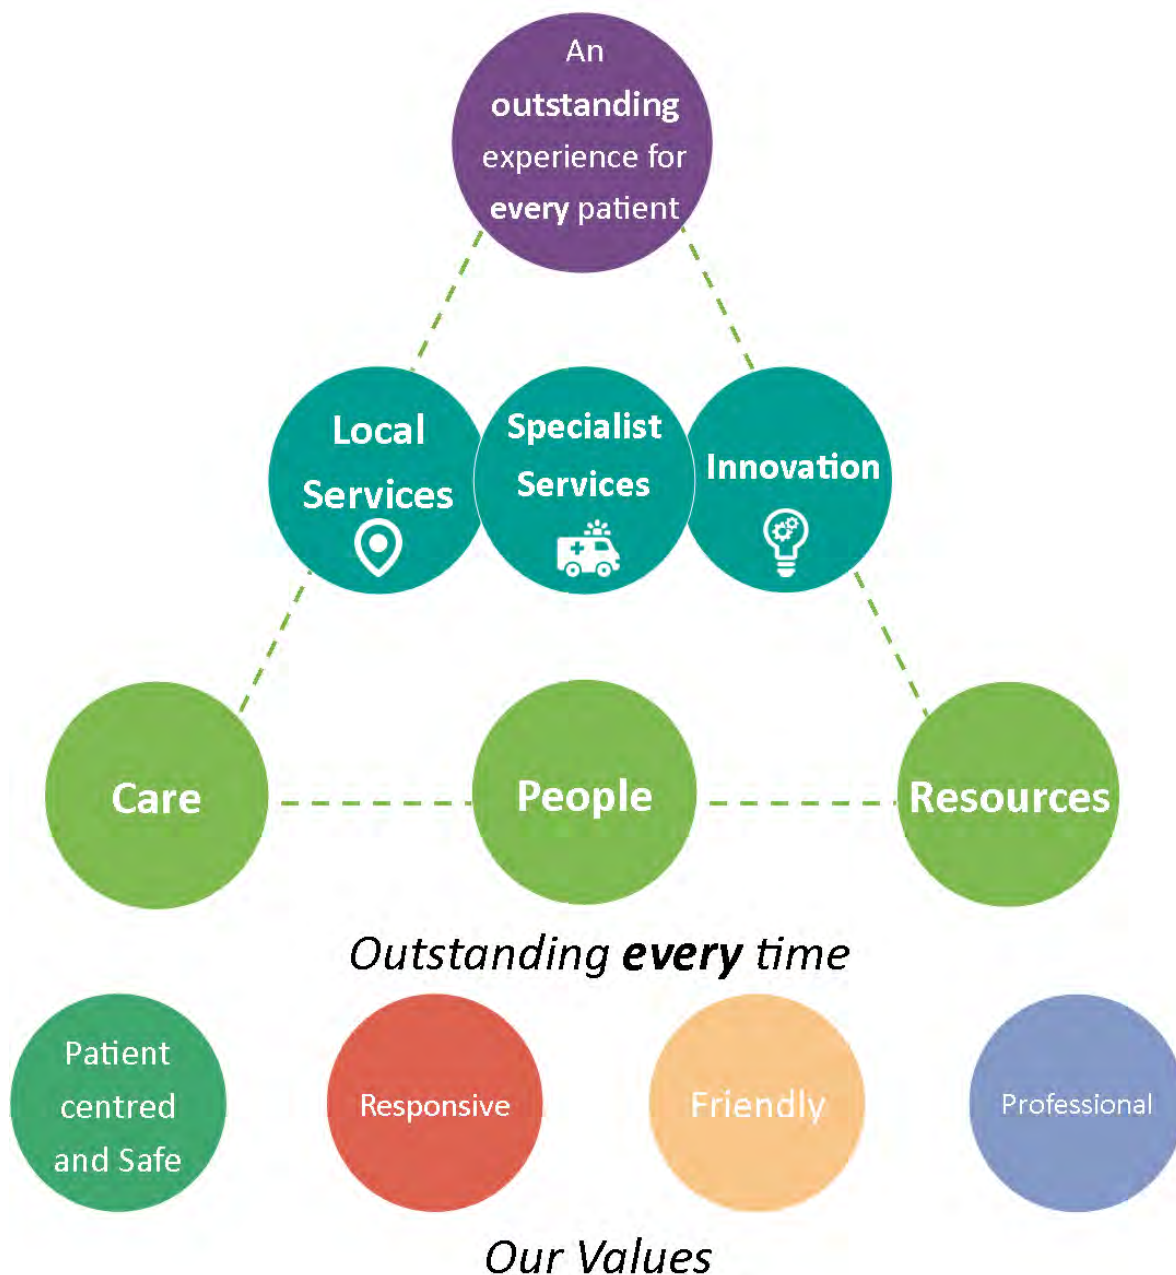 An
outstanding
experience for
every patient
Local
Services
Specialist
Services
Innovation
Care
People
Resources
Outstanding every time
Patient
centred
and Safe
Responsive
Friendly
Professional
Our Values